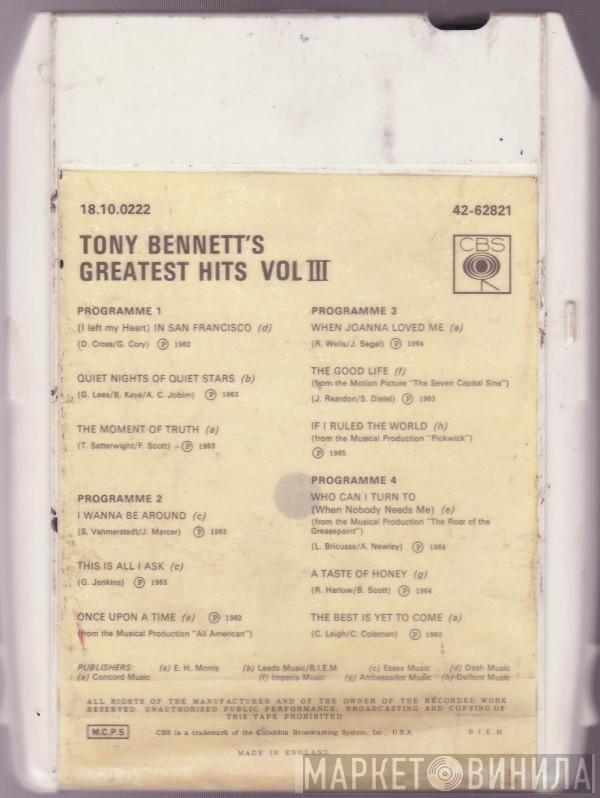 18.10.0222
42-62821
TONY BENNETT'S
GREATEST HITS VOL III
CBS
PROGRAMME 1
(I left my Heart) IN SAN FRANCISCO (d)
(D. Cross/G. Cory) Ⓟ 1962
QUIET NIGHTS OF QUIET STARS (b)
(G. Lees/B. Kaye/A. C. Jobim) Ⓟ 1963
THE MOMENT OF TRUTH (a)
(T. Satterwight/F. Scott) Ⓟ 1963
PROGRAMME 2
I WANNA BE AROUND (c)
(S. Vanmerstedt/J. Mercer) Ⓟ 1963
THIS IS ALL I ASK (c)
(G. Jenkins) Ⓟ 1963
ONCE UPON A TIME (a) Ⓟ 1962
(from the Musical Production "All American")
PROGRAMME 3
WHEN JOANNA LOVED ME (a)
(R. Wells/J. Segal) Ⓟ 1964
THE GOOD LIFE (f)
(from the Motion Picture "The Seven Capital Sins")
(J. Reardon/S. Distel) Ⓟ 1963
IF I RULED THE WORLD (h)
(from the Musical Production "Pickwick")
Ⓟ 1965
PROGRAMME 4
WHO CAN I TURN TO
(When Nobody Needs Me) (e)
(from the Musical Production "The Roar of the
Greasepaint")
(L. Bricusse/A. Newley) Ⓟ 1964
A TASTE OF HONEY (g)
(R. Harlow/B. Scott) Ⓟ 1964
THE BEST IS YET TO COME (a)
(C. Leigh/C. Coleman) Ⓟ 1960
PUBLISHERS: (a) E. H. Morris (b) Leeds Music/B.I.E.M. (c) Essex Music (d) Dash Music
(e) Concord Music (f) Imperia Music (g) Ambassador Music (h) Delfont Music
ALL RIGHTS OF THE MANUFACTURER AND OF THE OWNER OF THE RECORDED WORK
RESERVED. UNAUTHORISED PUBLIC PERFORMANCE, BROADCASTING AND COPYING OF
THIS TAPE PROHIBITED
M.C.P.S
CBS is a trademark of the Columbia Broadcasting System, Inc., U.S.A. B.I.E.M.
MADE IN ENGLAND
МАРКЕТ ВИНИЛА